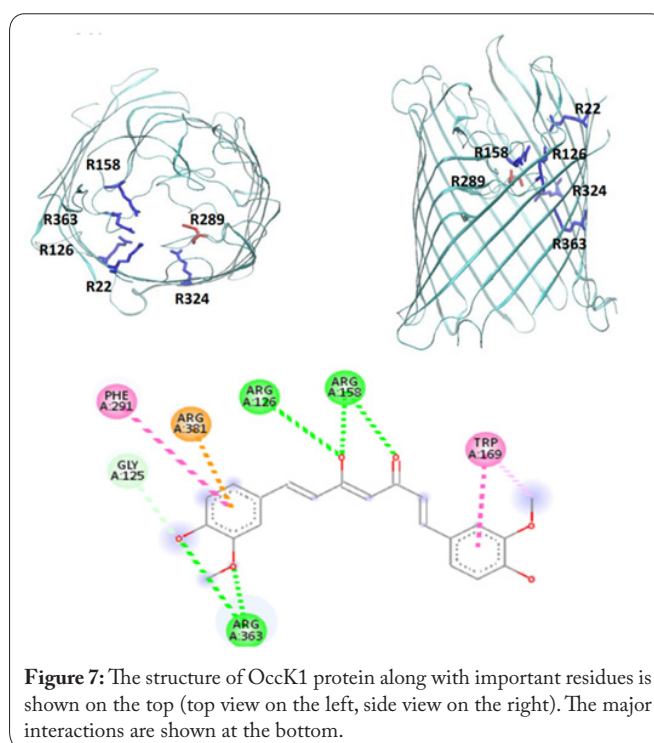 R158
R363
R126
R22
R289
R324
R22
R158
R126
R289
R324
R363
PHE
A:291
ARG
A:381
ARG
A:126
ARG
A:158
TRP
A:169
GLY
A:125
ARG
A:363
Figure 7: The structure of OccK1 protein along with important residues is
shown on the top (top view on the left, side view on the right). The major
interactions are shown at the bottom.